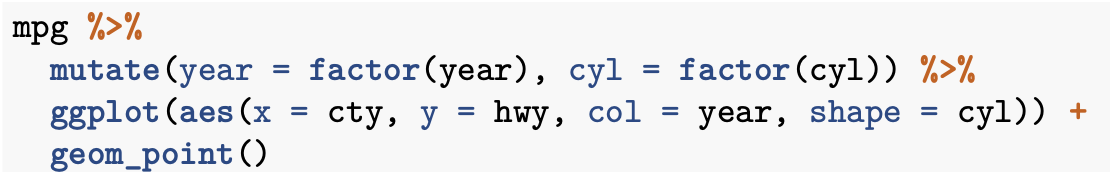 mpg %>%
  mutate(year = factor(year), cyl = factor(cyl)) %>%
  ggplot(aes(x = cty, y = hwy, col = year, shape = cyl)) +
  geom_point()